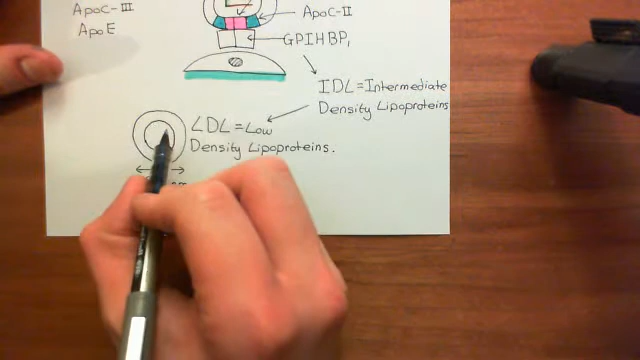 ApoC-III
ApoE
ApoC-II
GPIHBP1
IDL=Intermediate
Density Lipoproteins
LDL=Low
Density Lipoproteins.